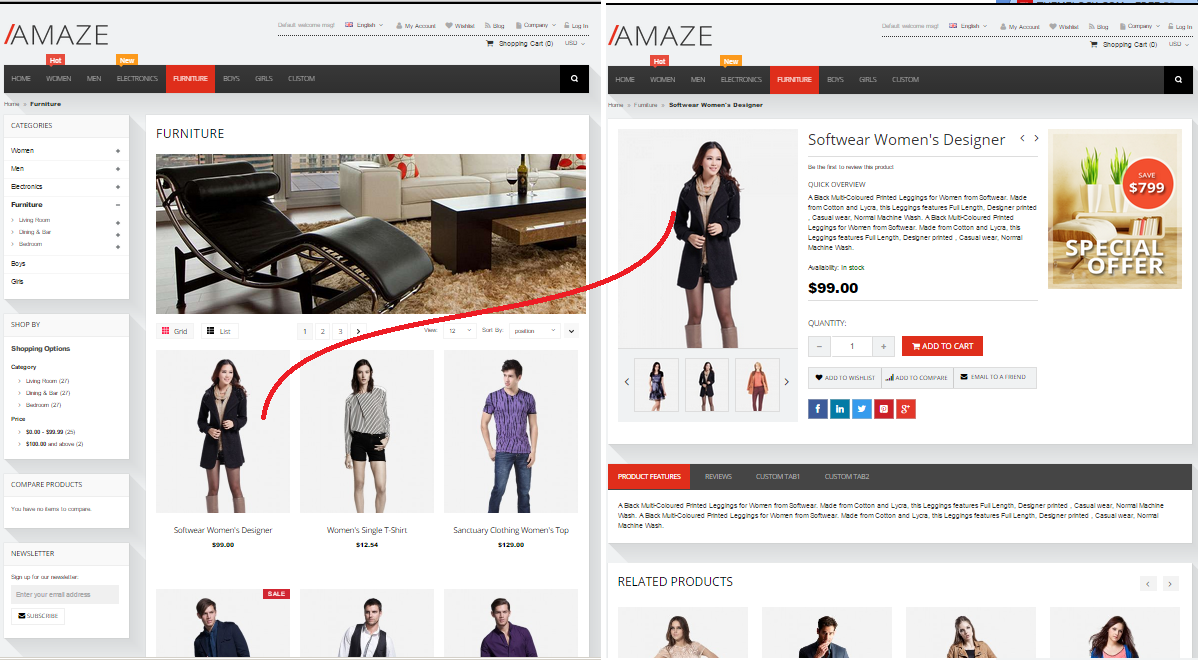 /AMAZE
Default welcome msg! English My Account Wishlist Blog Company Log In
Shopping Cart (0) USD
Hot New
HOME WOMEN MEN ELECTRONICS FURNITURE BOYS GIRLS CUSTOM
Home » Furniture
CATEGORIES
Women +
Men +
Electronics +
Furniture −
Living Room +
Dining & Bar +
Bedroom +
Boys
Girls
SHOP BY
Shopping Options
Category
Living Room (27)
Dining & Bar (27)
Bedroom (27)
Price
$0.00 - $99.99 (25)
$100.00 and above (2)
COMPARE PRODUCTS
You have no items to compare.
NEWSLETTER
Sign up for our newsletter:
Enter your email address
SUBSCRIBE
FURNITURE
Grid List 1 2 3 View 12 Sort By: position
Softwear Women's Designer
$99.00
Women's Single T-Shirt
$12.54
Sanctuary Clothing Women's Top
$129.00
SALE
/AMAZE
Default welcome msg! English My Account Wishlist Blog Company Log In
Shopping Cart (0) USD
Hot New
HOME WOMEN MEN ELECTRONICS FURNITURE BOYS GIRLS CUSTOM
Home » Furniture » Softwear Women's Designer
Softwear Women's Designer
Be the first to review this product
QUICK OVERVIEW
A Black Multi-Coloured Printed Leggings for Women from Softwear. Made
from Cotton and Lycra, this Leggings features Full Length, Designer printed
, Casual wear, Normal Machine Wash. A Black Multi-Coloured Printed
Leggings for Women from Softwear. Made from Cotton and Lycra, this
Leggings features Full Length, Designer printed , Casual wear, Normal
Machine Wash.
Availability: In stock
$99.00
QUANTITY:
− 1 + ADD TO CART
ADD TO WISHLIST ADD TO COMPARE EMAIL TO A FRIEND
SAVE
$799
SPECIAL
OFFER
PRODUCT FEATURES REVIEWS CUSTOM TAB1 CUSTOM TAB2
A Black Multi-Coloured Printed Leggings for Women from Softwear. Made from Cotton and Lycra, this Leggings features Full Length, Designer printed , Casual wear, Normal Machine
Wash. A Black Multi-Coloured Printed Leggings for Women from Softwear. Made from Cotton and Lycra, this Leggings features Full Length, Designer printed , Casual wear, Normal
Machine Wash.
RELATED PRODUCTS